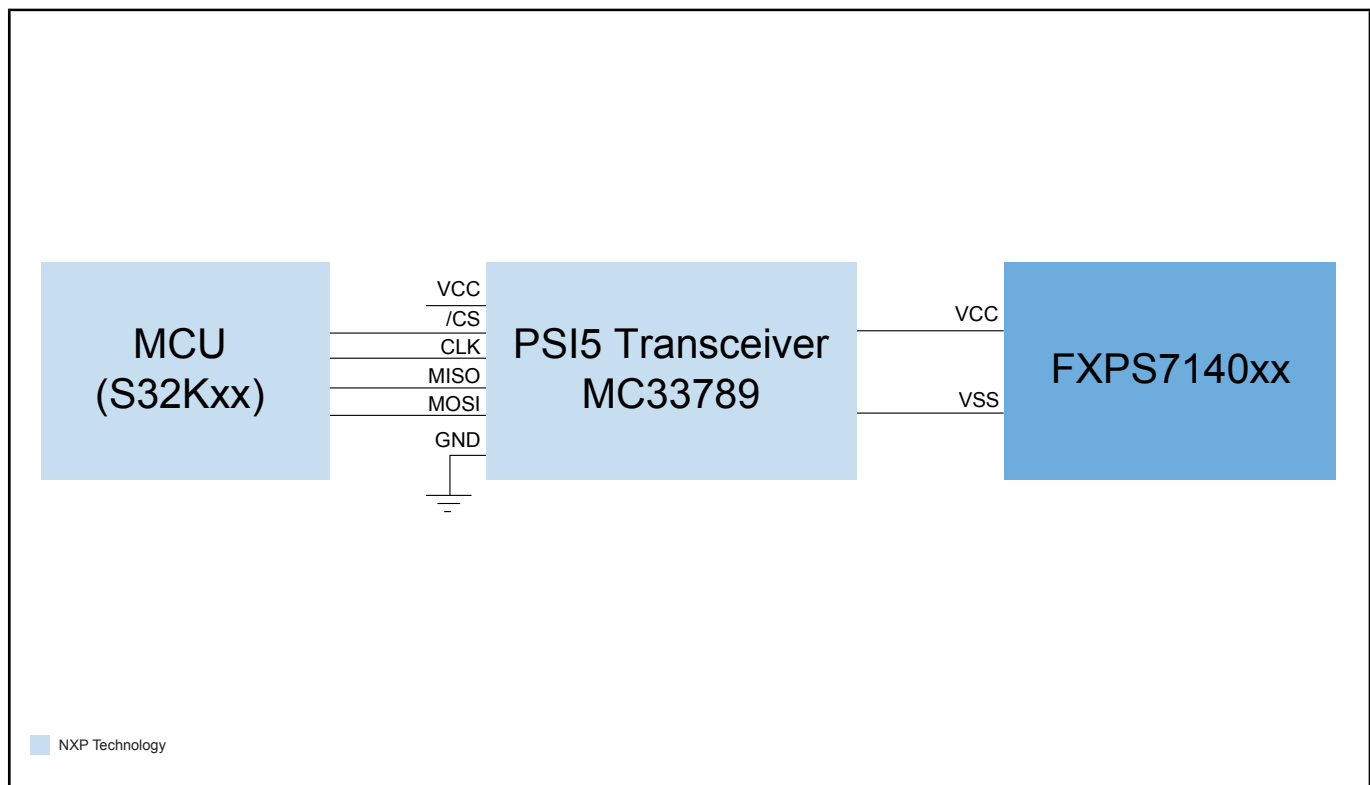 MCU
(S32Kxx)
VCC
/CS
CLK
MISO
MOSI
GND
PSI5 Transceiver
MC33789
VCC
VSS
FXPS7140xx
NXP Technology